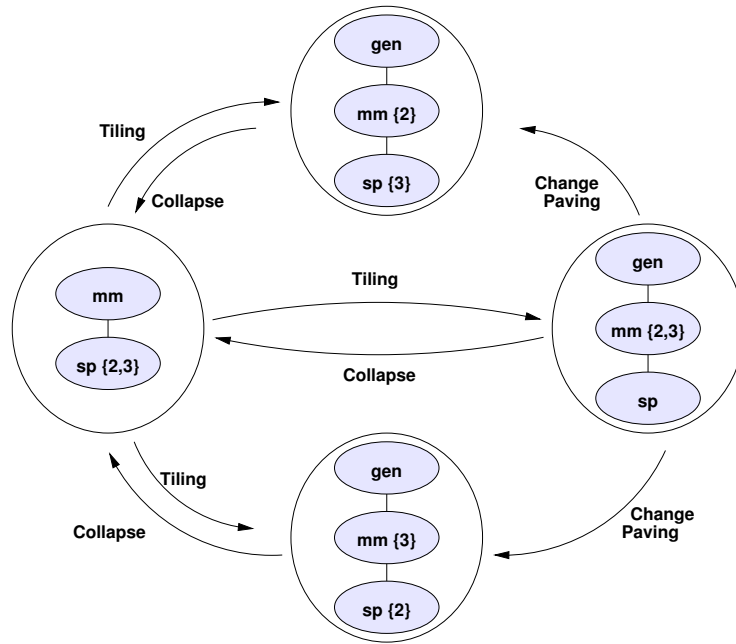 gen
mm {2}
sp {3}
Tiling
Collapse
Change
Paving
mm
sp {2,3}
Tiling
Collapse
gen
mm {2,3}
sp
Tiling
Collapse
gen
mm {3}
sp {2}
Change
Paving